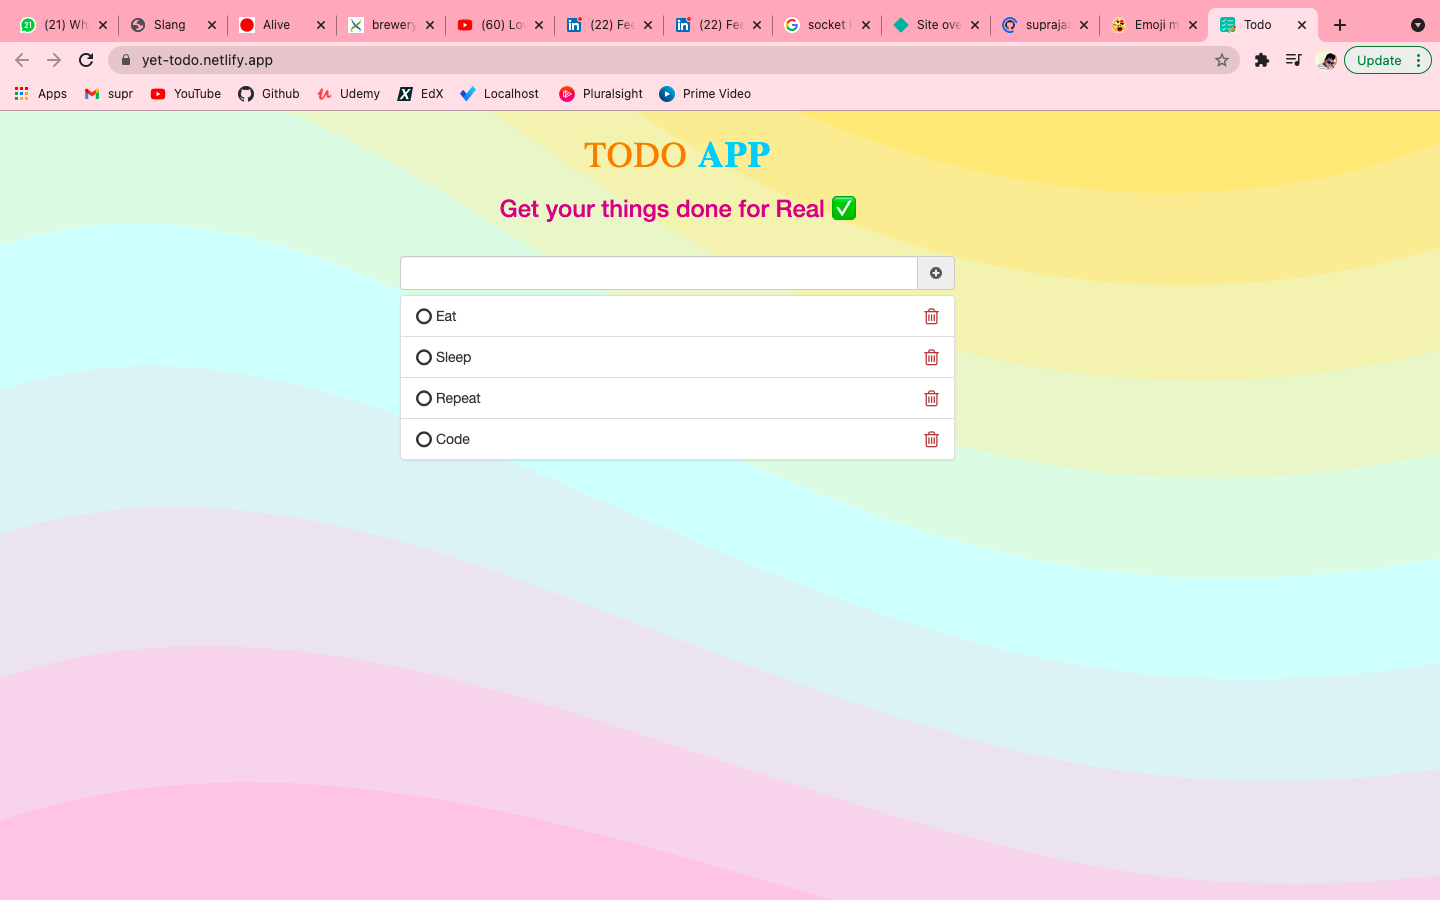 (21) Wh
Slang
Alive
brewery
(60) Lo
(22) Fee
(22) Fee
socket
Site ove
supraja
Emoji m
Todo
yet-todo.netlify.app
Update
Apps
supr
YouTube
Github
Udemy
EdX
Localhost
Pluralsight
Prime Video
TODO APP
Get your things done for Real ✅
Eat
Sleep
Repeat
Code